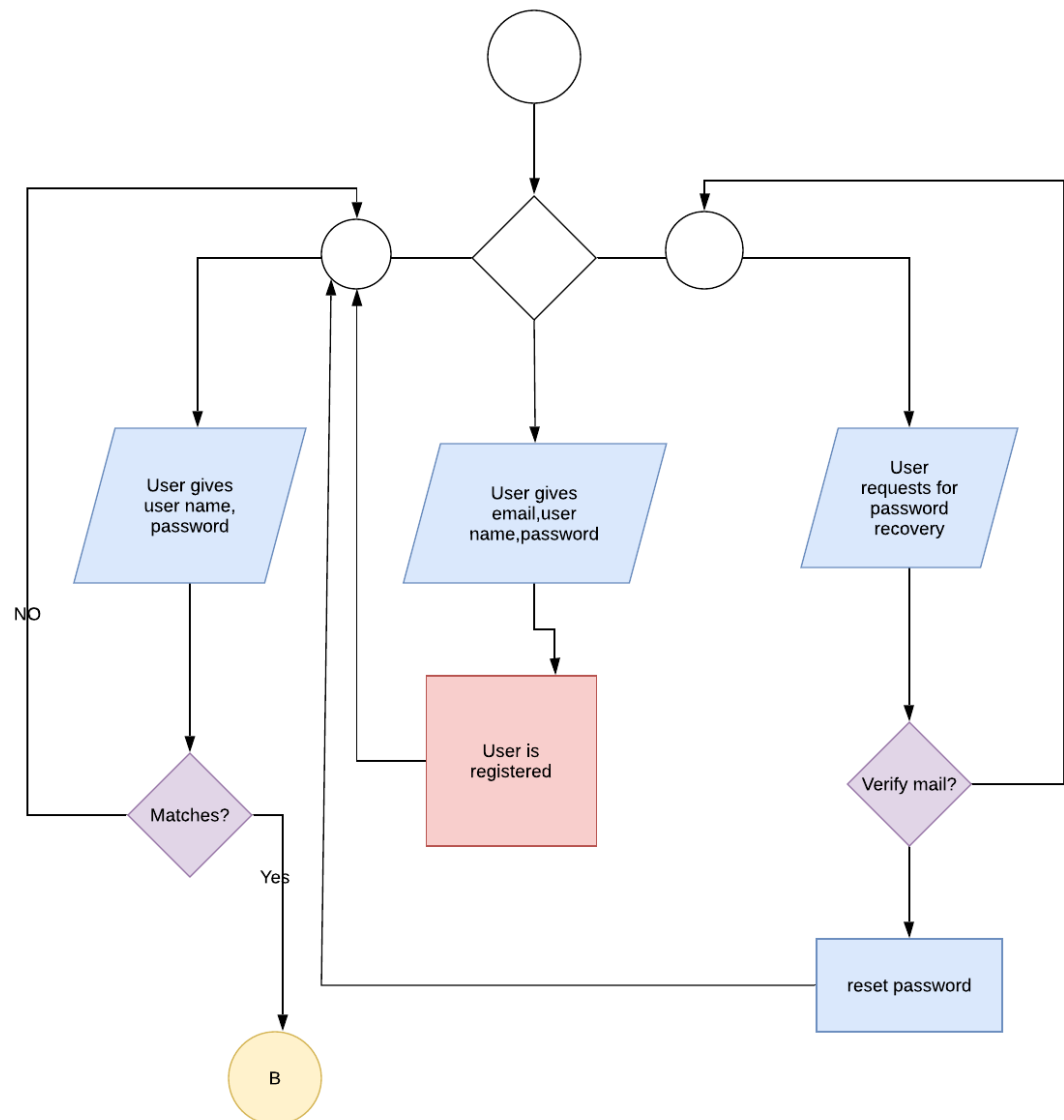 User gives
user name,
password
User gives
email,user
name,password
User
requests for
password
recovery
NO
User is
registered
Matches?
Verify mail?
Yes
reset password
B